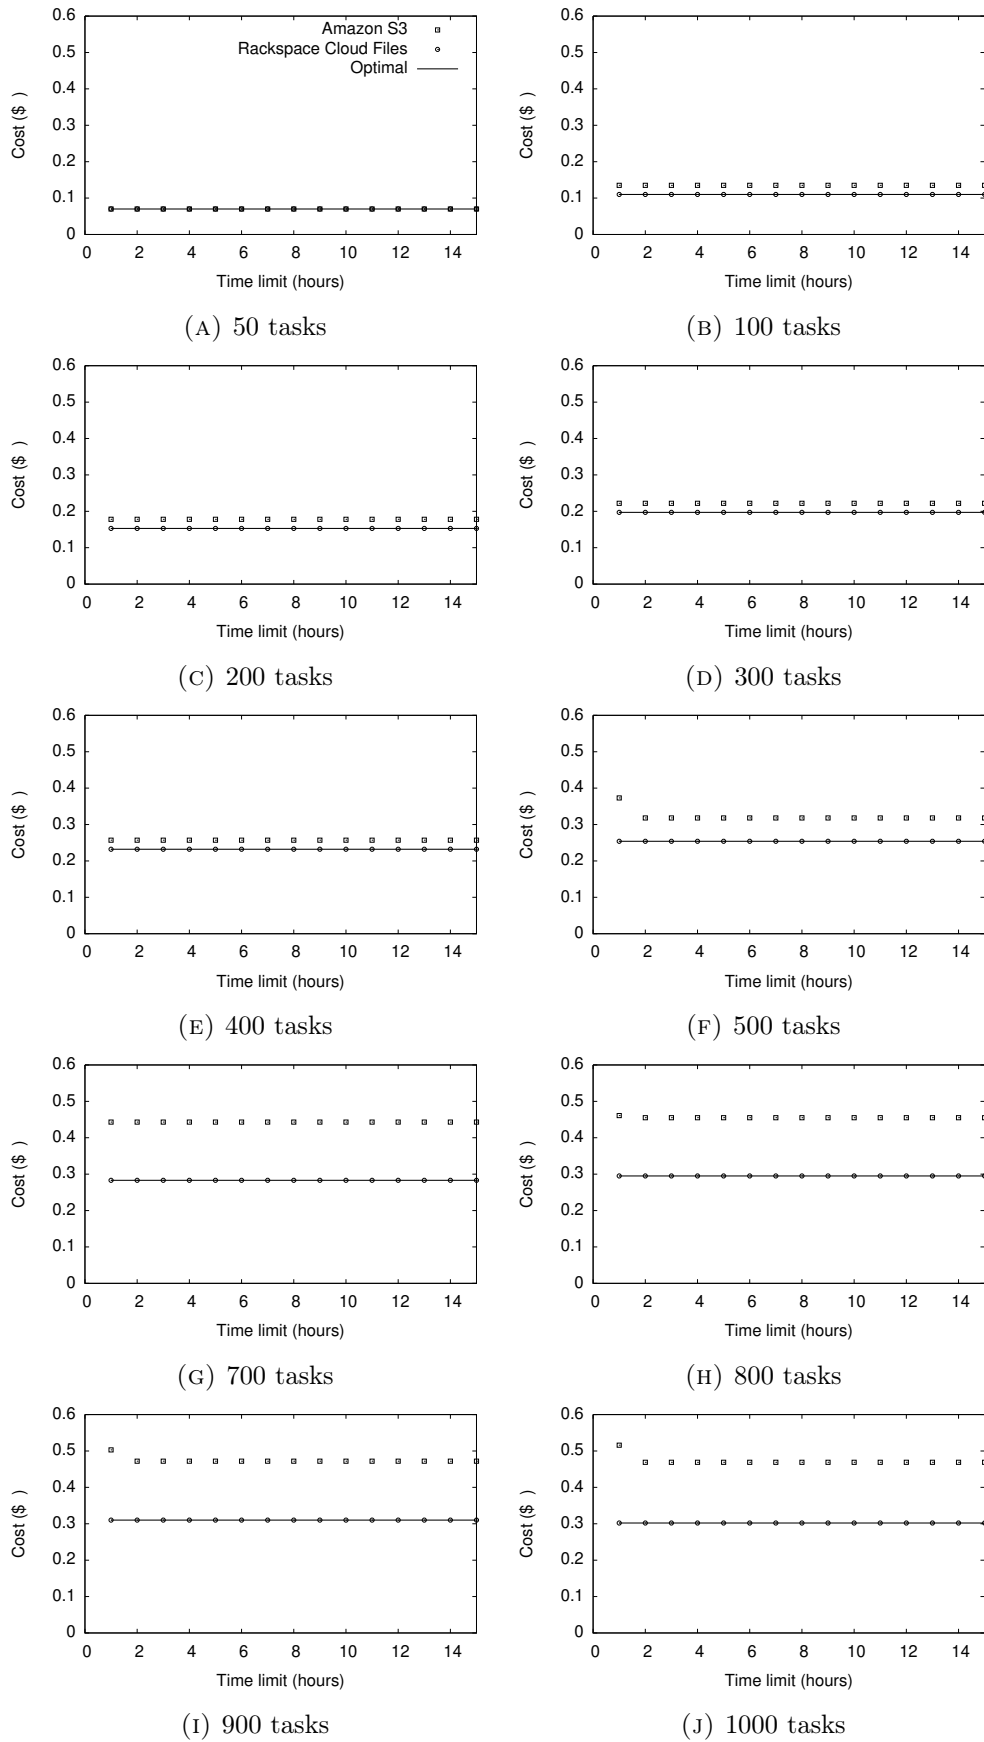 0.6
0.5
0.4
0.3
0.2
0.1
0
Cost ($ )
0 2 4 6 8 10 12 14
Time limit (hours)
Amazon S3
Rackspace Cloud Files
Optimal
(A) 50 tasks
0.6
0.5
0.4
0.3
0.2
0.1
0
Cost ($ )
0 2 4 6 8 10 12 14
Time limit (hours)
(B) 100 tasks
0.6
0.5
0.4
0.3
0.2
0.1
0
Cost ($ )
0 2 4 6 8 10 12 14
Time limit (hours)
(C) 200 tasks
0.6
0.5
0.4
0.3
0.2
0.1
0
Cost ($ )
0 2 4 6 8 10 12 14
Time limit (hours)
(D) 300 tasks
0.6
0.5
0.4
0.3
0.2
0.1
0
Cost ($ )
0 2 4 6 8 10 12 14
Time limit (hours)
(E) 400 tasks
0.6
0.5
0.4
0.3
0.2
0.1
0
Cost ($ )
0 2 4 6 8 10 12 14
Time limit (hours)
(F) 500 tasks
0.6
0.5
0.4
0.3
0.2
0.1
0
Cost ($ )
0 2 4 6 8 10 12 14
Time limit (hours)
(G) 700 tasks
0.6
0.5
0.4
0.3
0.2
0.1
0
Cost ($ )
0 2 4 6 8 10 12 14
Time limit (hours)
(H) 800 tasks
0.6
0.5
0.4
0.3
0.2
0.1
0
Cost ($ )
0 2 4 6 8 10 12 14
Time limit (hours)
(I) 900 tasks
0.6
0.5
0.4
0.3
0.2
0.1
0
Cost ($ )
0 2 4 6 8 10 12 14
Time limit (hours)
(J) 1000 tasks